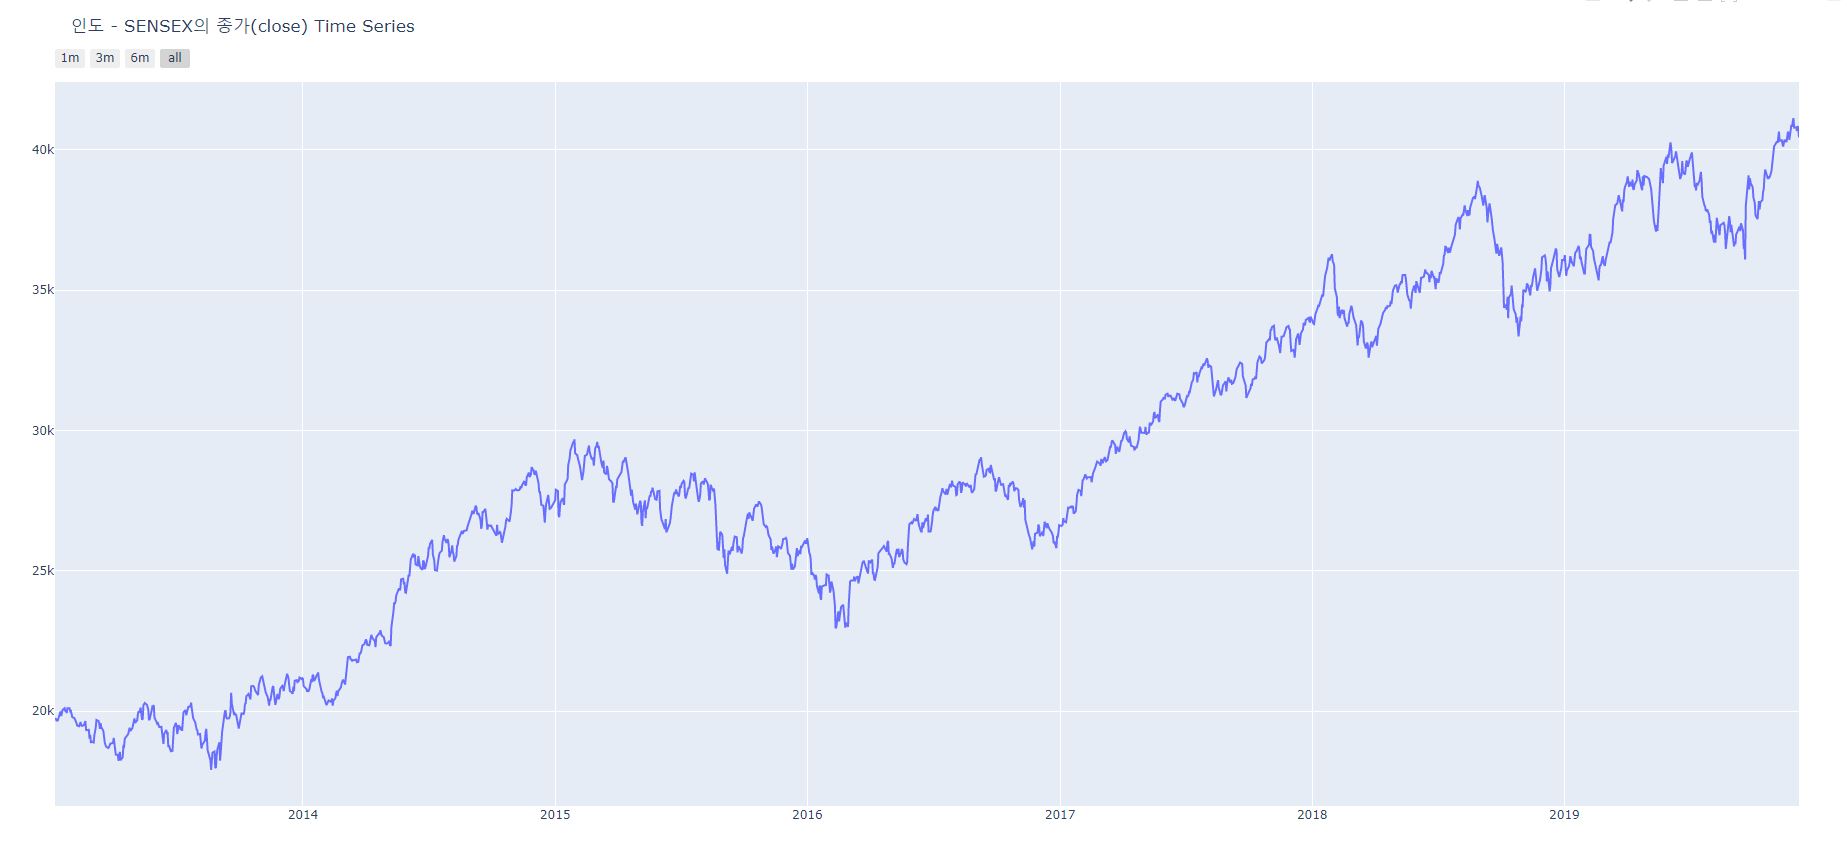 인도 - SENSEX의 종가(close) Time Series
1m 3m 6m all
40k
35k
30k
25k
20k
2014 2015 2016 2017 2018 2019